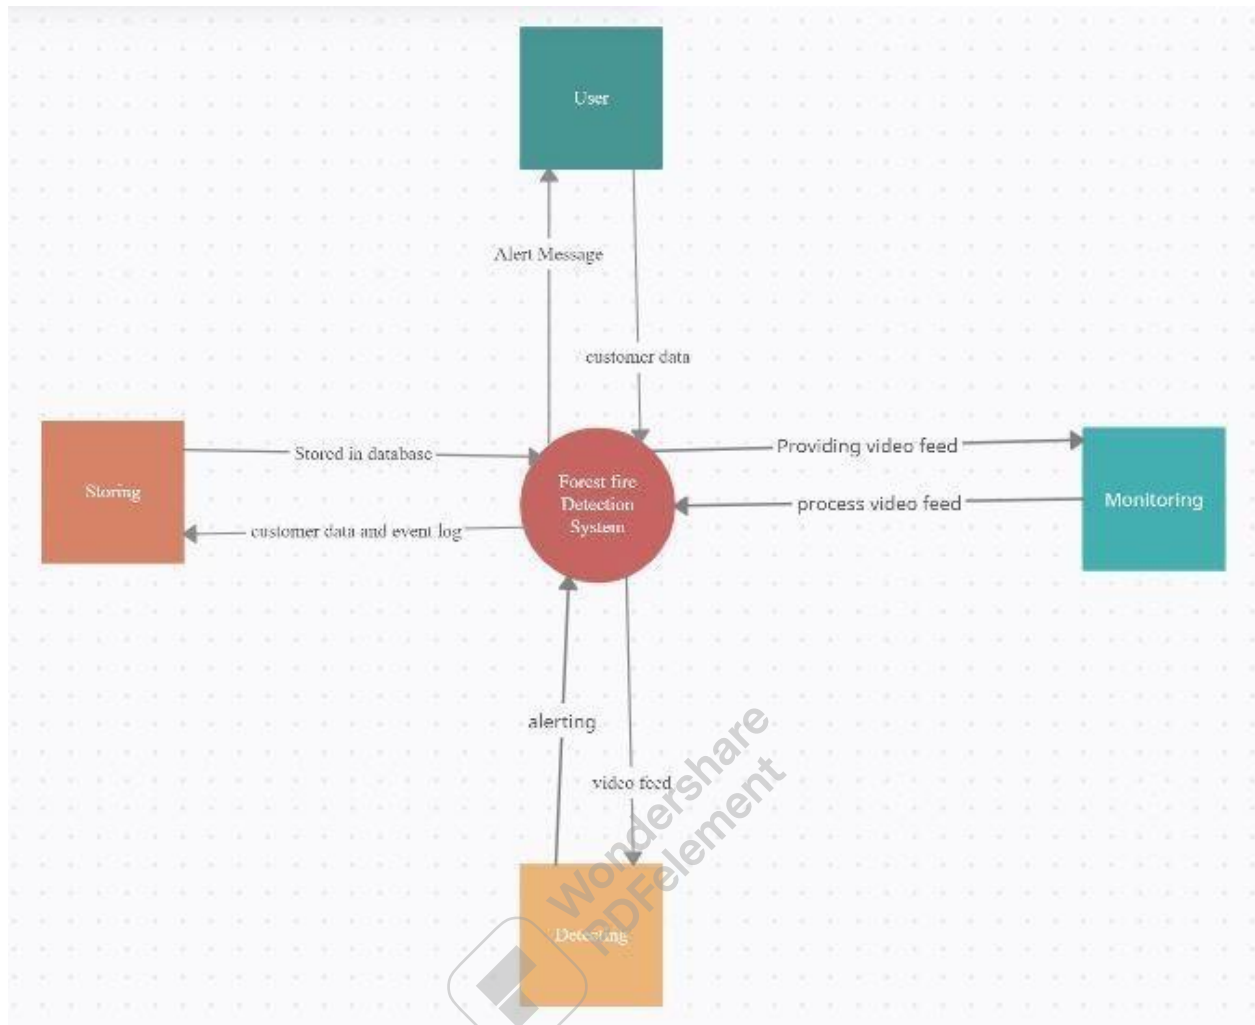 User
Alert Message
customer data
Stored in database
Providing video feed
Storing
Forest fire
Detection
System
process video feed
Monitoring
customer data and event log
alerting
video feed
Detecting
Wondershare
PDFelement